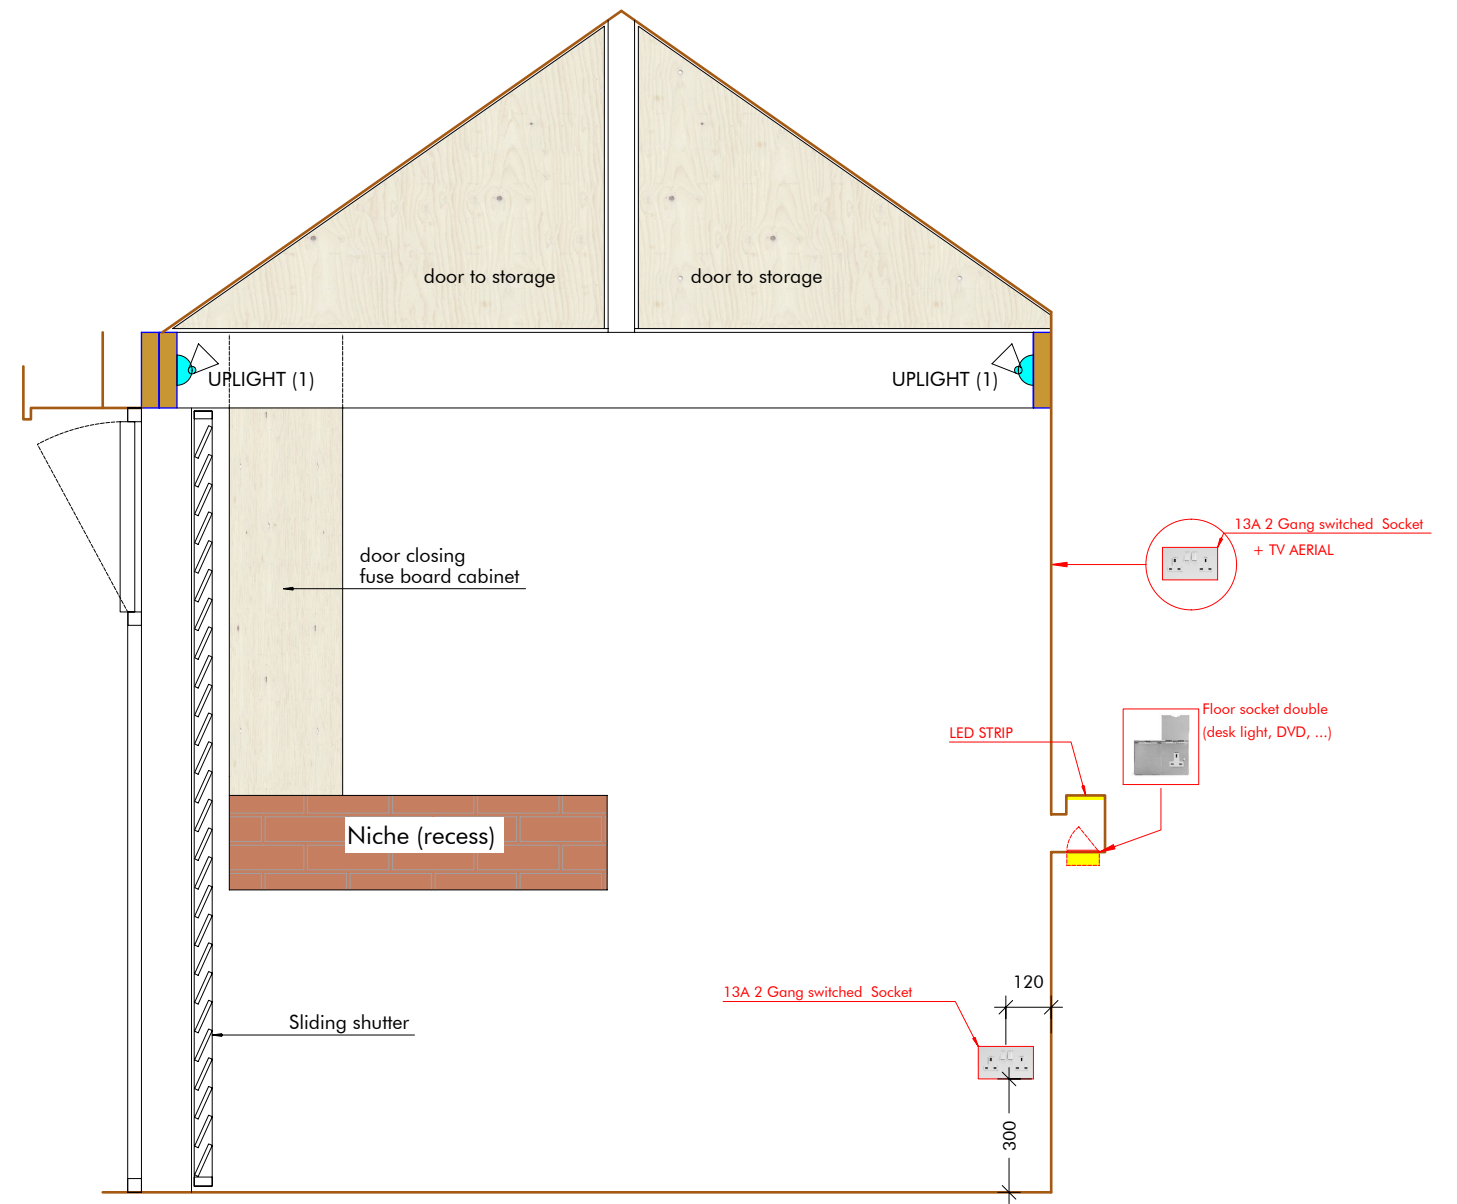 door to storage
door to storage
UPLIGHT (1)
UPLIGHT (1)
13A 2 Gang switched Socket
+ TV AERIAL
door closing
fuse board cabinet
Floor socket double
(desk light, DVD, ...)
LED STRIP
Niche (recess)
120
13A 2 Gang switched Socket
Sliding shutter
300